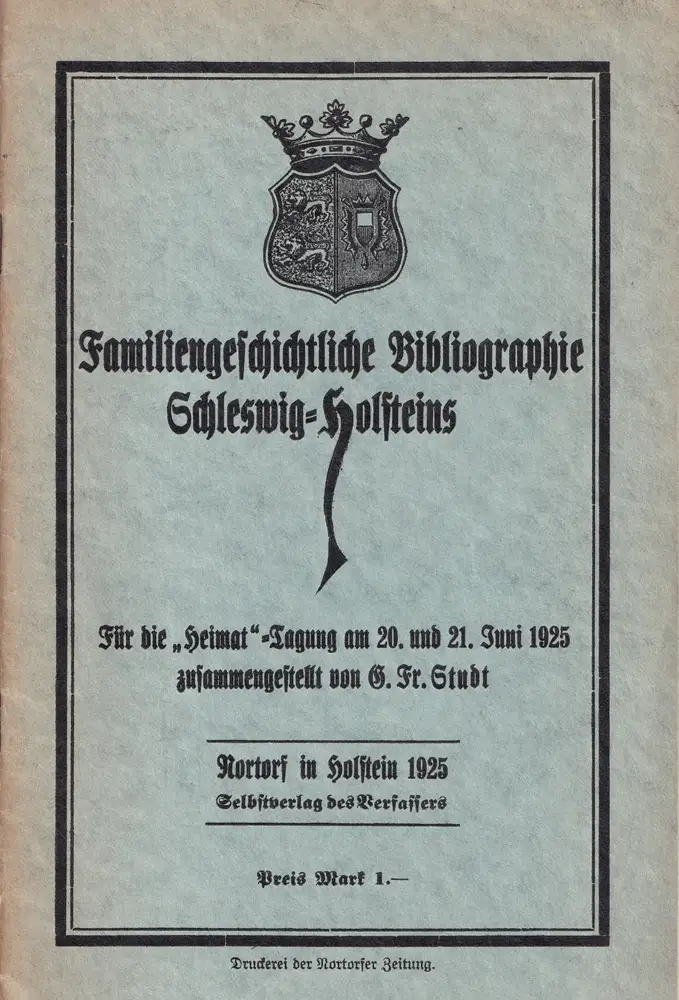 Familiengeschichtliche Bibliographie
Schleswig=Holsteins
Für die „Heimat“=Tagung am 20. und 21. Juni 1925
zusammengestellt von G. Fr. Studt
Nortorf in Holstein 1925
Selbstverlag des Verfassers
Preis Mark 1.—
Druckerei der Nortorfer Zeitung.